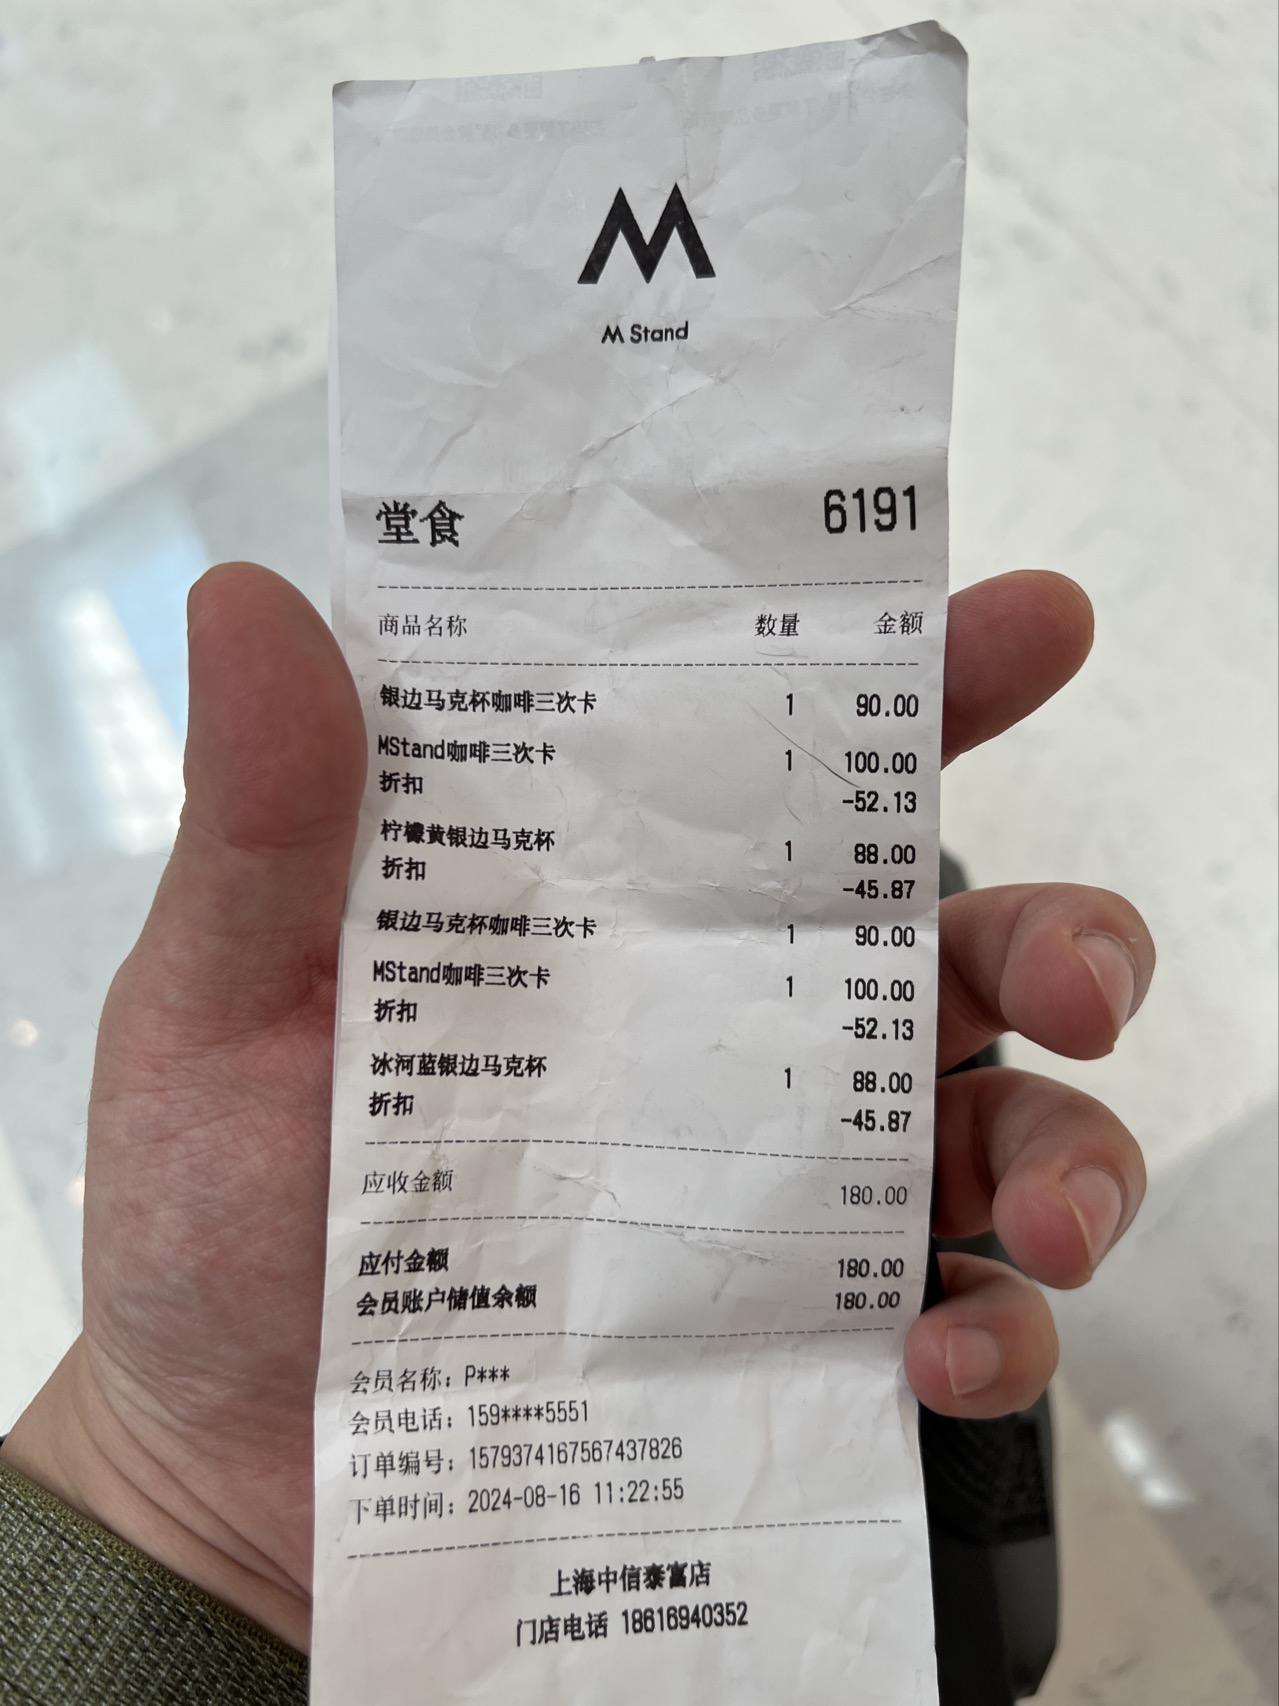 M Stand
堂食 6191
商品名称 数量 金额
银边马克杯咖啡三次卡 1 90.00
MStand咖啡三次卡 1 100.00
折扣 -52.13
柠檬黄银边马克杯 1 88.00
折扣 -45.87
银边马克杯咖啡三次卡 1 90.00
MStand咖啡三次卡 1 100.00
折扣 -52.13
冰河蓝银边马克杯 1 88.00
折扣 -45.87
应收金额 180.00
应付金额 180.00
会员账户储值余额 180.00
会员名称：P***
会员电话：159****5551
订单编号：1579374167567437826
下单时间：2024-08-16 11:22:55
上海中信泰富店
门店电话 18616940352